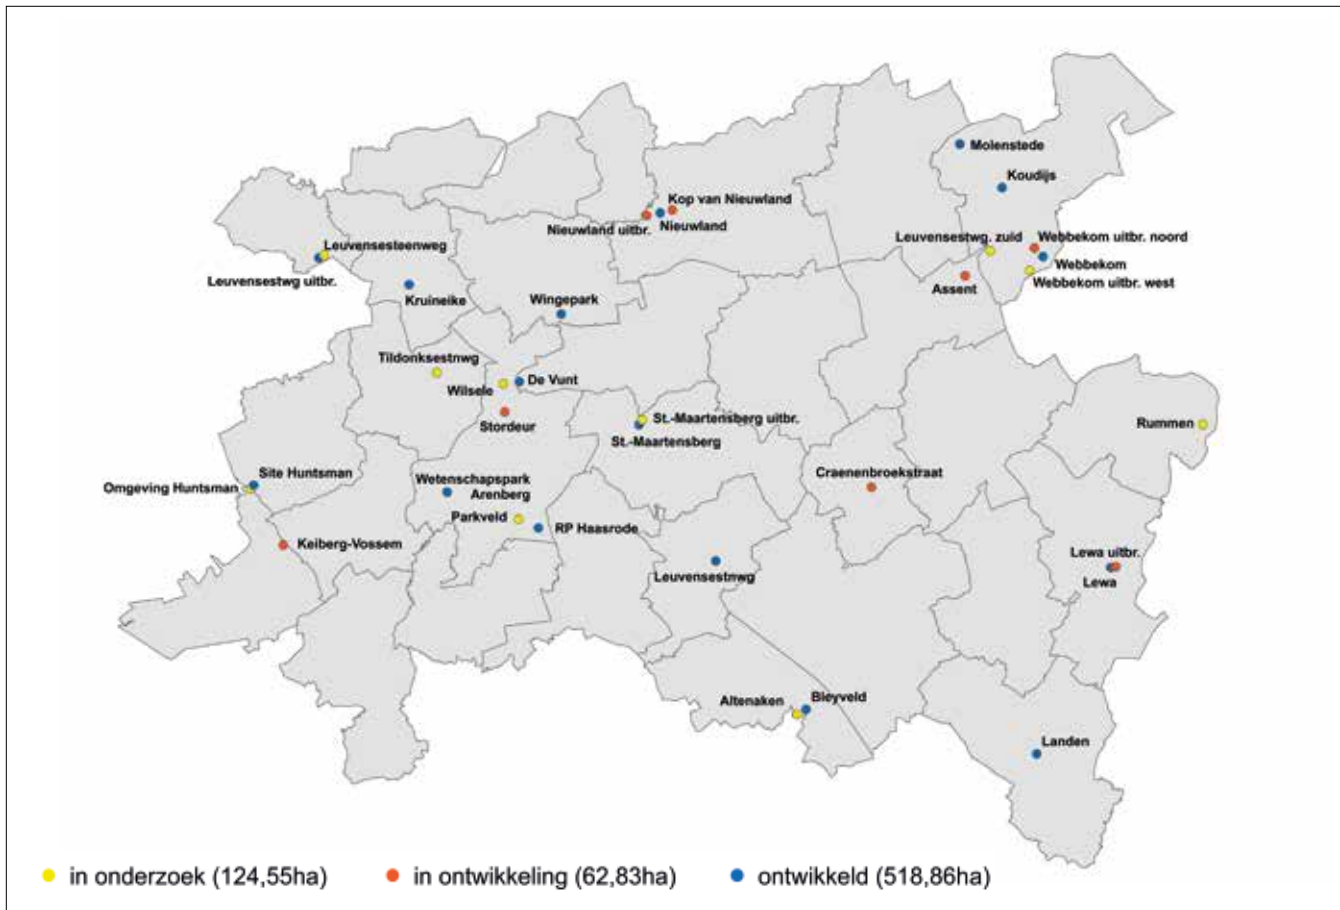 Molenstede
Koudijs
Kop van Nieuwland
Nieuwland uitbr.
Nieuwland
Leuvensestwg. zuid
Webbekom uitbr. noord
Leuvensesteenweg
Webbekom
Leuvensestwg uitbr.
Assent
Webbekom uitbr. west
Kruineike
Wingepark
Tildonksestnwg
Wilsele
De Vunt
Stordeur
St.-Maartensberg uitbr.
St.-Maartensberg
Rummen
Site Huntsman
Omgeving Huntsman
Wetenschapspark
Arenberg
Craenenbroekstraat
Parkveld
RP Haasrode
Keiberg-Vossem
Lewa uitbr.
Leuvensestnwg
Lewa
Altenaken
Bleyveld
Landen
in onderzoek (124,55ha)
in ontwikkeling (62,83ha)
ontwikkeld (518,86ha)